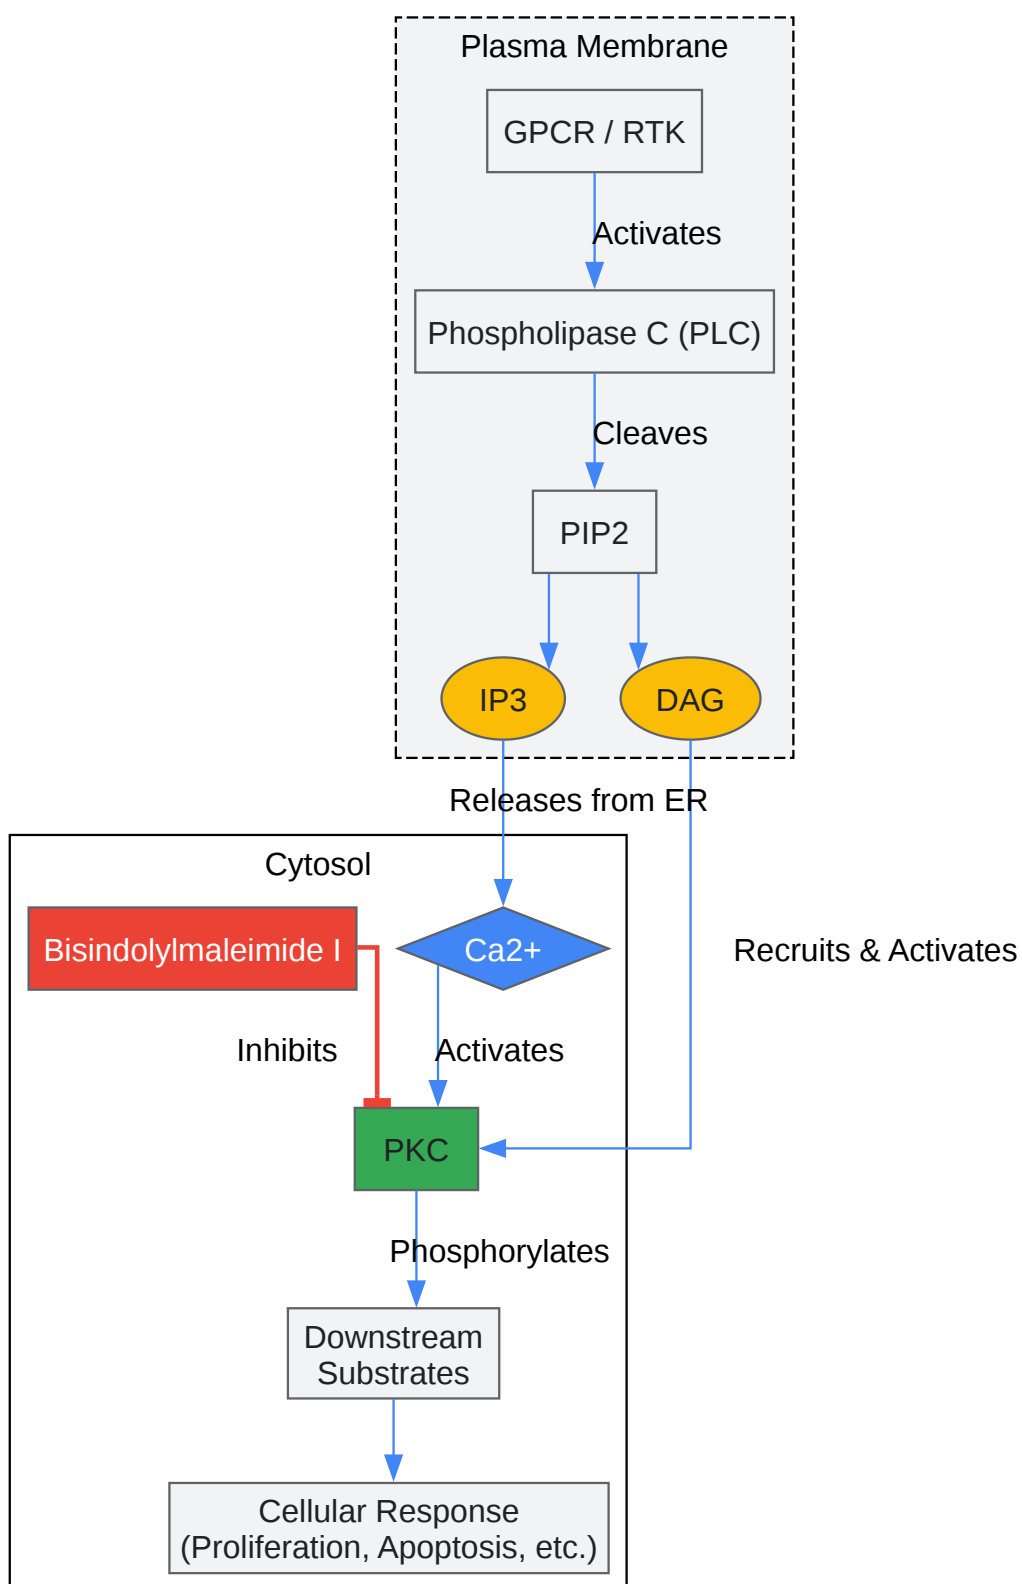 Plasma Membrane
GPCR / RTK
Activates
Phospholipase C (PLC)
Cleaves
PIP2
IP3
DAG
Releases from ER
Cytosol
Bisindolylmaleimide I
Ca2+
Recruits & Activates
Inhibits
Activates
PKC
Phosphorylates
Downstream
Substrates
Cellular Response
(Proliferation, Apoptosis, etc.)